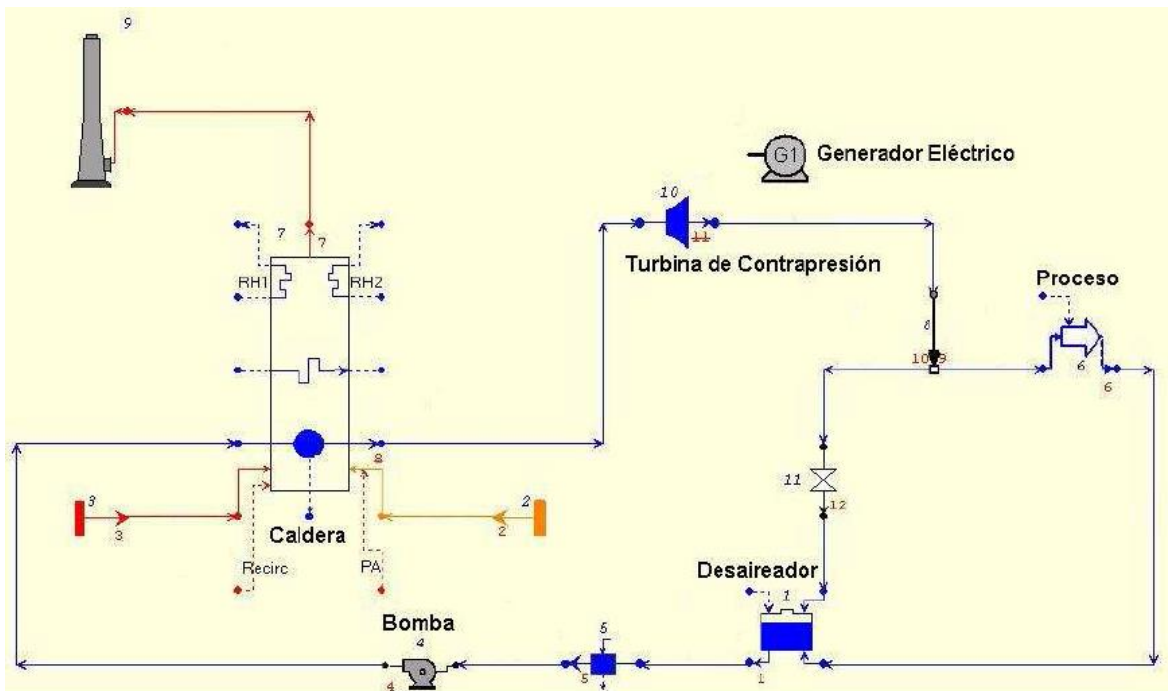 9
G1 Generador Eléctrico
10
11
Turbina de Contrapresión
7
7
RH1
RH2
Proceso
8
10 9
6
6
8
11
12
3
3
2
2
Caldera
Recirc
PA
Desaireador
1
Bomba
4
4
5
5
1